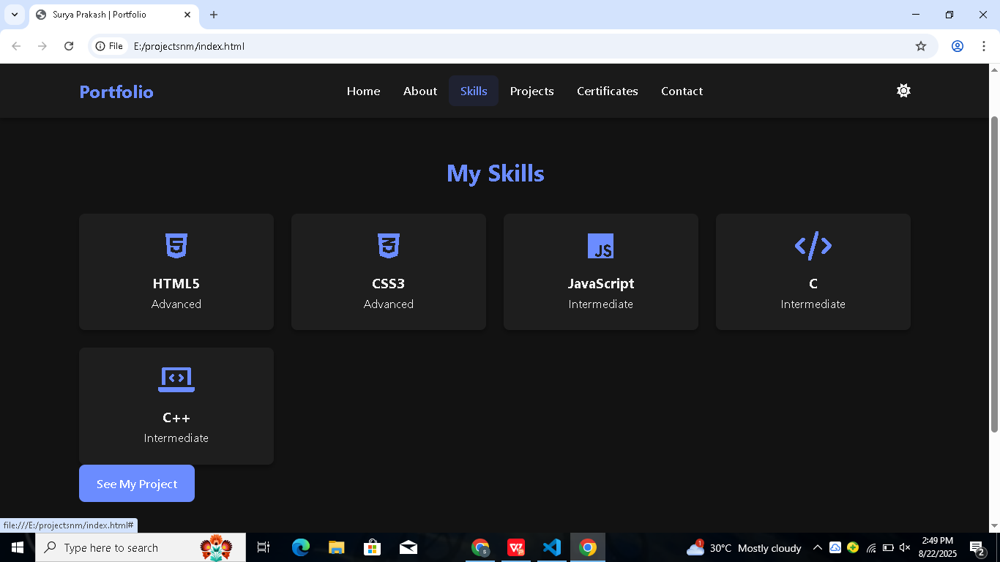 Surya Prakash | Portfolio
File E:/projectsnm/index.html
Portfolio Home About Skills Projects Certificates Contact
My Skills
HTML5
Advanced
CSS3
Advanced
JS
JavaScript
Intermediate
C
Intermediate
C++
Intermediate
See My Project
file:///E:/projectsnm/index.html#
Type here to search
30°C Mostly cloudy
2:49 PM
8/22/2025